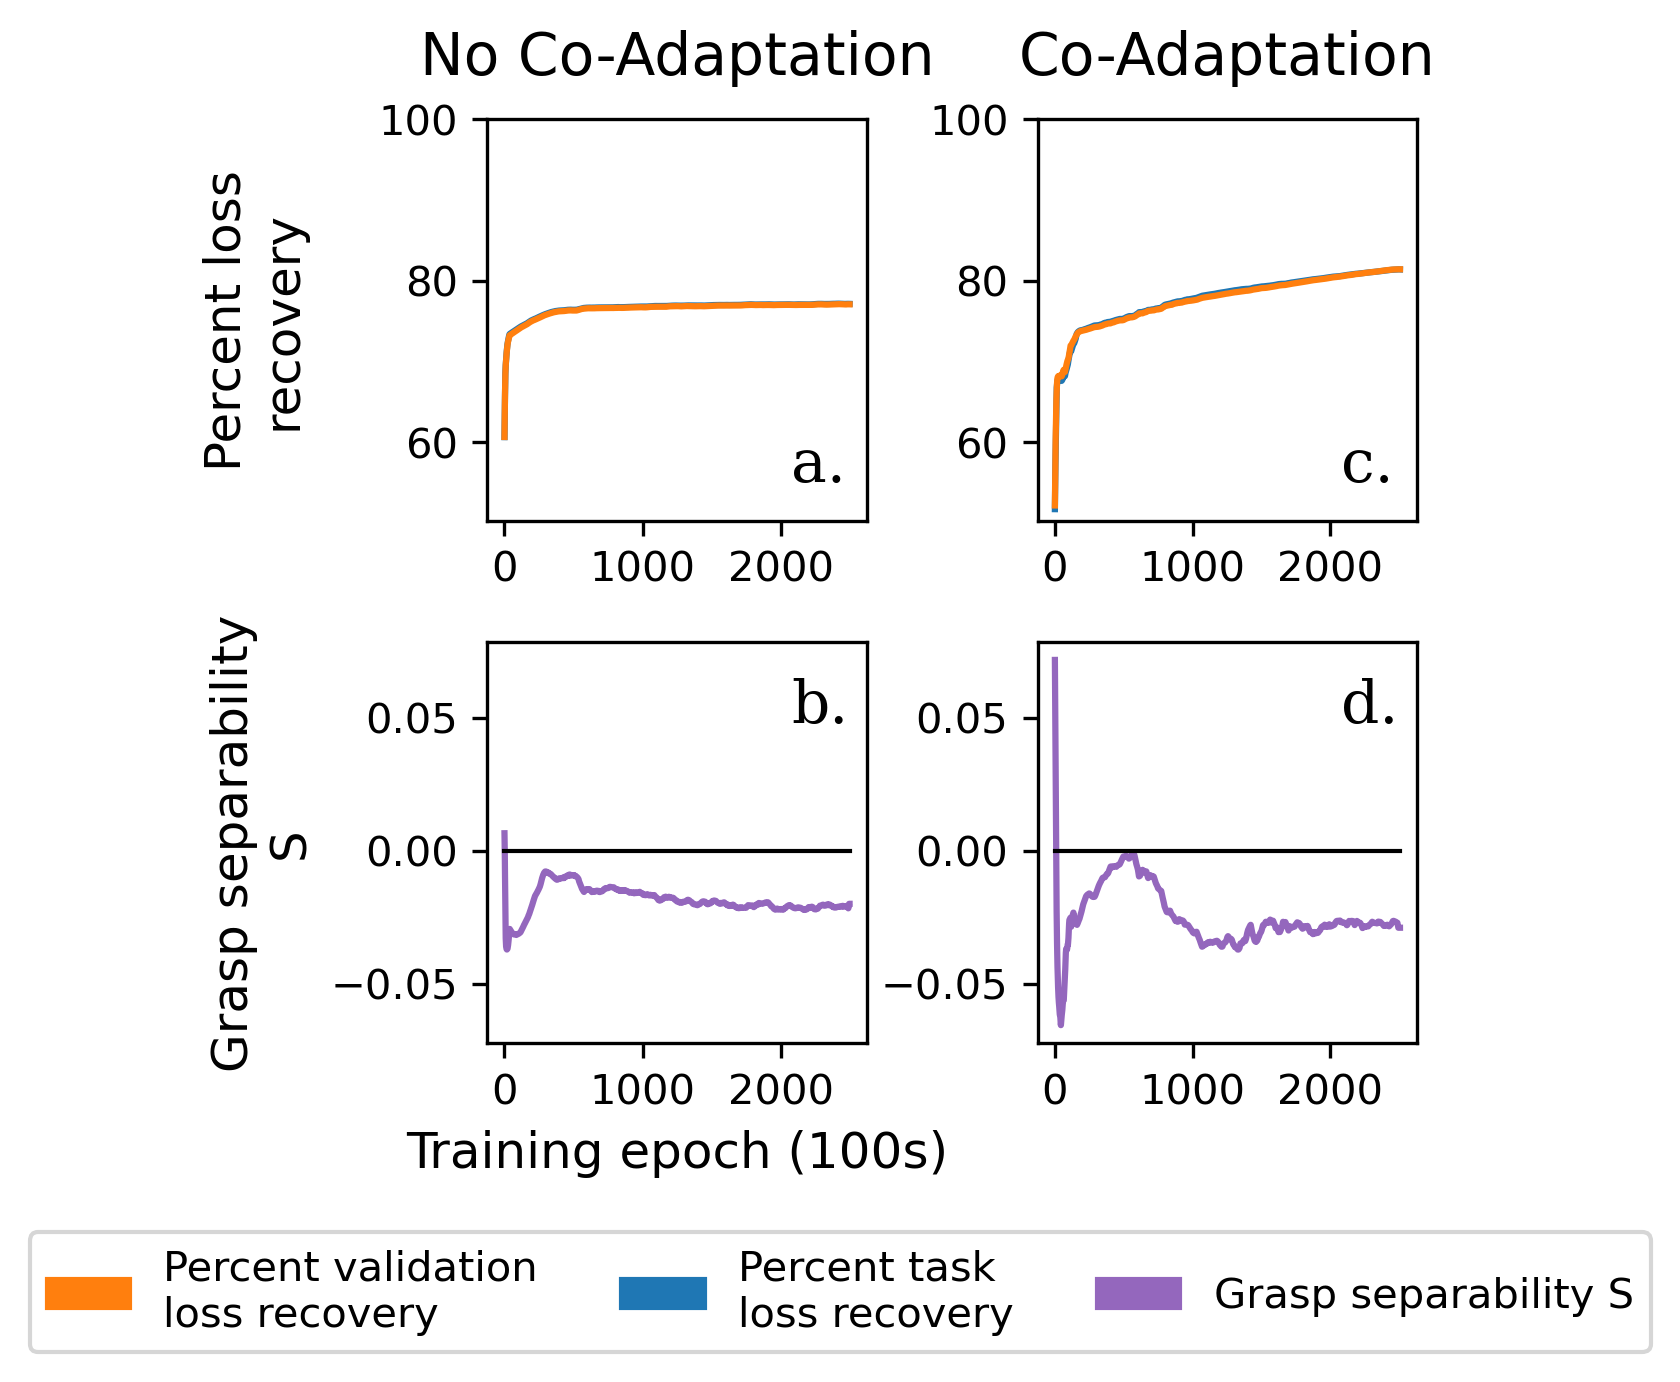 No Co-Adaptation
Co-Adaptation
Percent loss
recovery
100
80
60
a.
0
1000
2000
100
80
60
c.
0
1000
2000
Grasp separability
S
0.05
0.00
−0.05
b.
0
1000
2000
0.05
0.00
−0.05
d.
0
1000
2000
Training epoch (100s)
Percent validation
loss recovery
Percent task
loss recovery
Grasp separability S